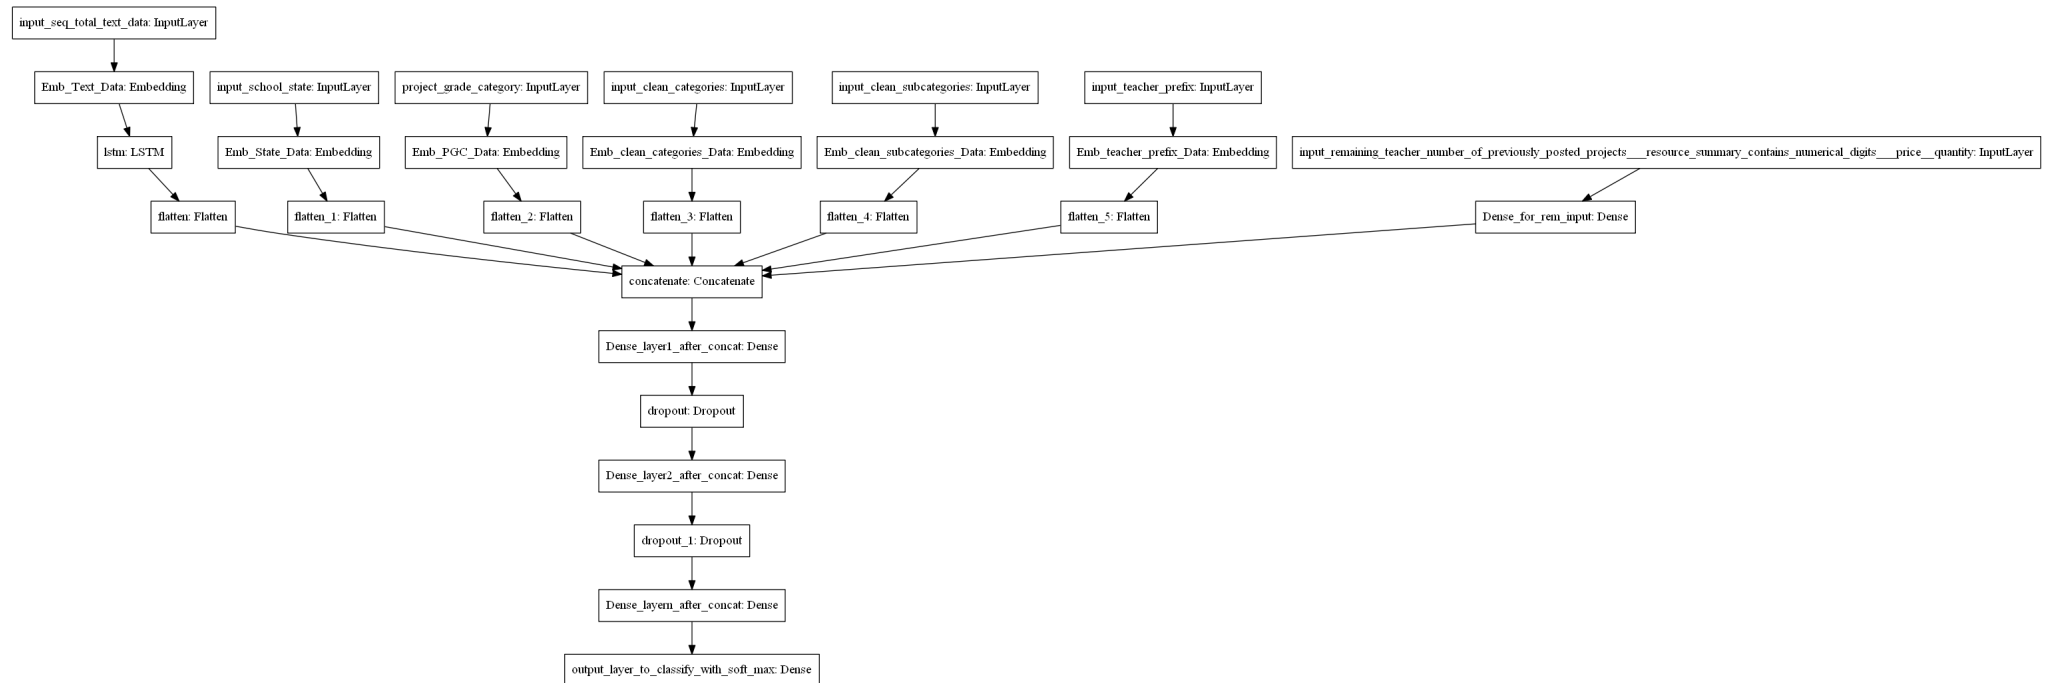 input_seq_total_text_data: InputLayer
Emb_Text_Data: Embedding
input_school_state: InputLayer
project_grade_category: InputLayer
input_clean_categories: InputLayer
input_clean_subcategories: InputLayer
input_teacher_prefix: InputLayer
lstm: LSTM
Emb_State_Data: Embedding
Emb_PGC_Data: Embedding
Emb_clean_categories_Data: Embedding
Emb_clean_subcategories_Data: Embedding
Emb_teacher_prefix_Data: Embedding
input_remaining_teacher_number_of_previously_posted_projects___resource_summary_contains_numerical_digits___price__quantity: InputLayer
flatten: Flatten
flatten_1: Flatten
flatten_2: Flatten
flatten_3: Flatten
flatten_4: Flatten
flatten_5: Flatten
Dense_for_rem_input: Dense
concatenate: Concatenate
Dense_layer1_after_concat: Dense
dropout: Dropout
Dense_layer2_after_concat: Dense
dropout_1: Dropout
Dense_layern_after_concat: Dense
output_layer_to_classify_with_soft_max: Dense